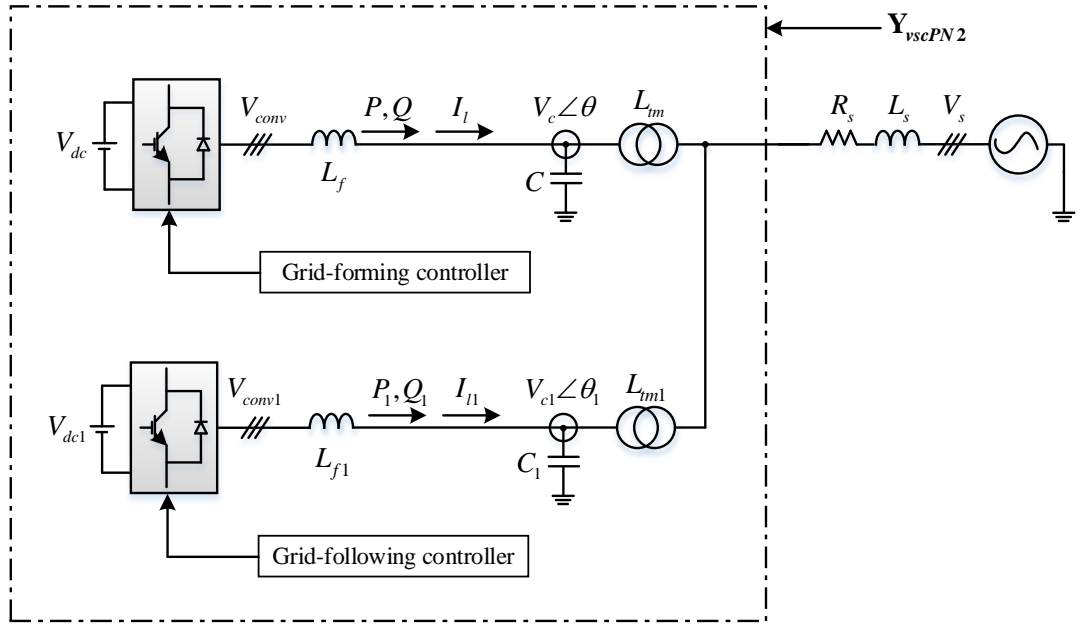 Y_vscPN2
V_dc
V_conv
L_f
P, Q
I_l
V_c∠θ
C
L_tm
R_s
L_s
V_s
Grid-forming controller
V_dc1
V_conv1
L_f1
P_1, Q_1
I_l1
V_c1∠θ_1
C_1
L_tm1
Grid-following controller